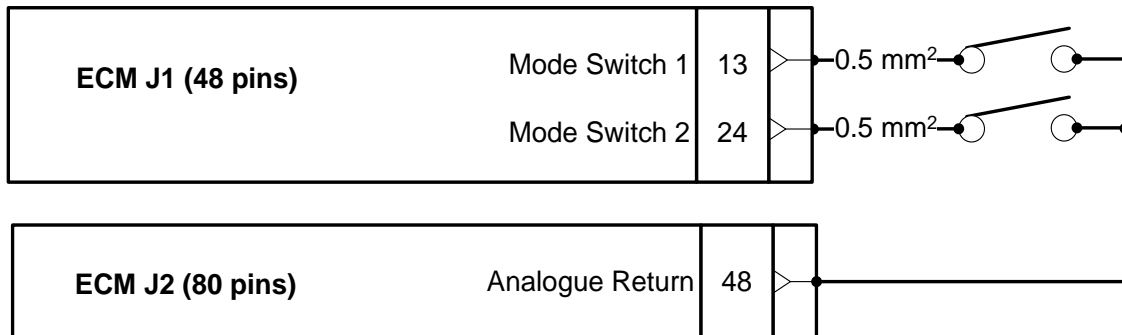 ECM J1 (48 pins) Mode Switch 1 13 0.5 mm²
Mode Switch 2 24 0.5 mm²
ECM J2 (80 pins) Analogue Return 48